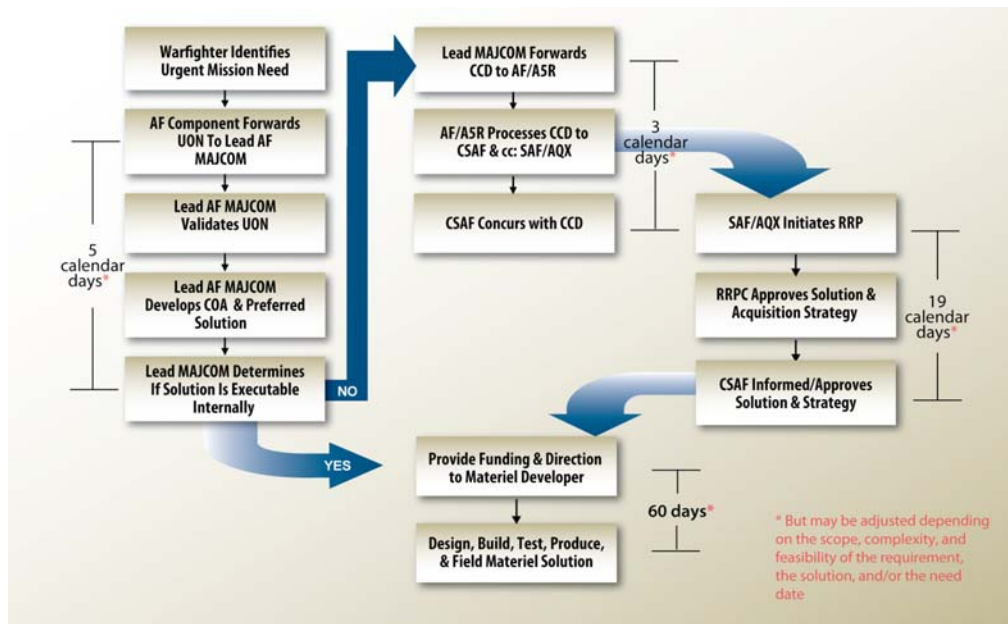 Warfighter Identifies
Urgent Mission Need
AF Component Forwards
UON To Lead AF
MAJCOM
Lead AF MAJCOM
Validates UON
Lead AF MAJCOM
Develops COA & Preferred
Solution
Lead MAJCOM Determines
If Solution Is Executable
Internally
5
calendar
days*
NO
YES
Lead MAJCOM Forwards
CCD to AF/A5R
AF/A5R Processes CCD to
CSAF & cc: SAF/AQX
CSAF Concurs with CCD
3
calendar
days*
SAF/AQX Initiates RRP
RRPC Approves Solution &
Acquisition Strategy
CSAF Informed/Approves
Solution & Strategy
19
calendar
days*
Provide Funding & Direction
to Materiel Developer
Design, Build, Test, Produce,
& Field Materiel Solution
60 days*
* But may be adjusted depending
on the scope, complexity, and
feasibility of the requirement,
the solution, and/or the need
date